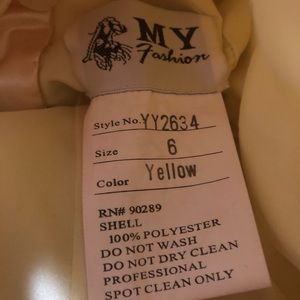 MY
Fashion
Style No. YY2634
Size 6
Color Yellow
RN# 90289
SHELL
100% POLYESTER
DO NOT WASH
DO NOT DRY CLEAN
PROFESSIONAL
SPOT CLEAN ONLY